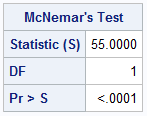 McNemar's Test
Statistic (S) 55.0000
DF 1
Pr > S <.0001